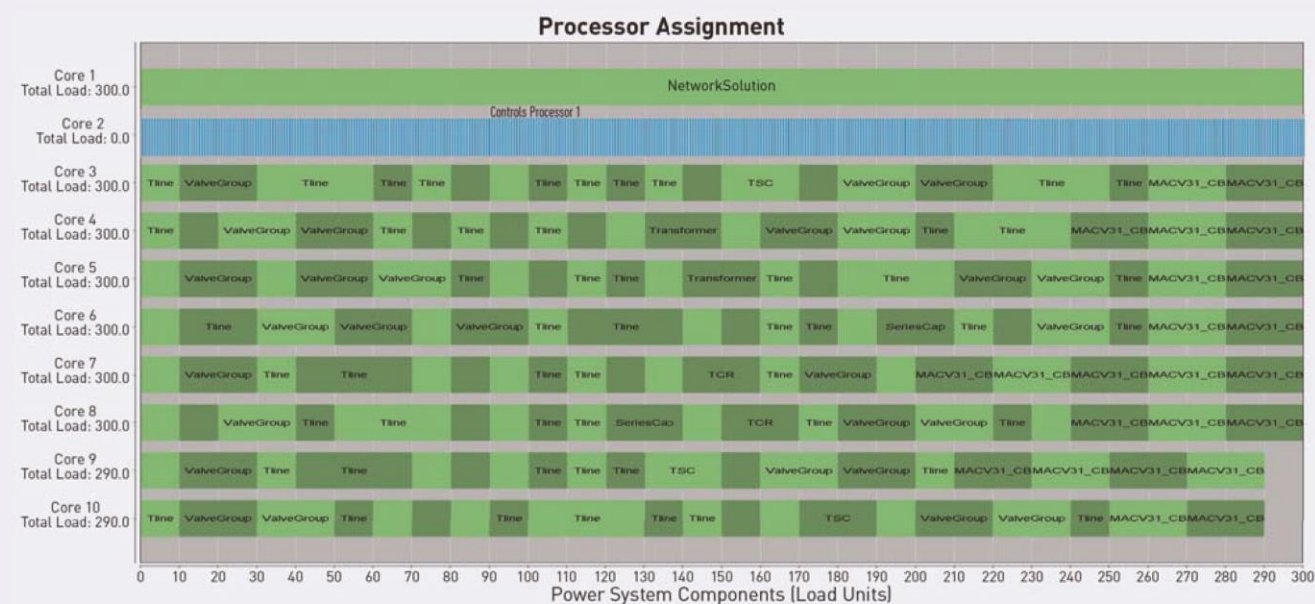 Processor Assignment
Core 1
Total Load: 300.0
NetworkSolution
Controls Processor 1
Core 2
Total Load: 0.0
Core 3
Total Load: 300.0
Tline ValveGroup Tline Tline Tline Tline Tline Tline Tline TSC ValveGroup ValveGroup Tline Tline MACV31_CB MACV31_CB
Core 4
Total Load: 300.0
Tline ValveGroup ValveGroup Tline Tline Tline Transformer ValveGroup ValveGroup Tline Tline MACV31_CB MACV31_CB MACV31_CB
Core 5
Total Load: 300.0
ValveGroup ValveGroup ValveGroup Tline Tline Tline Transformer Tline Tline ValveGroup ValveGroup Tline MACV31_CB MACV31_CB
Core 6
Total Load: 300.0
Tline ValveGroup ValveGroup ValveGroup Tline Tline Tline Tline SeriesCap Tline ValveGroup Tline MACV31_CB MACV31_CB
Core 7
Total Load: 300.0
ValveGroup Tline Tline Tline Tline TCR Tline ValveGroup MACV31_CB MACV31_CB MACV31_CB MACV31_CB MACV31_CB
Core 8
Total Load: 300.0
ValveGroup Tline Tline Tline Tline SeriesCap TCR Tline ValveGroup ValveGroup Tline MACV31_CB MACV31_CB MACV31_CB
Core 9
Total Load: 290.0
ValveGroup Tline Tline Tline Tline Tline TSC ValveGroup ValveGroup Tline MACV31_CB MACV31_CB MACV31_CB MACV31_CB
Core 10
Total Load: 290.0
Tline ValveGroup ValveGroup Tline Tline Tline Tline Tline TSC ValveGroup ValveGroup Tline MACV31_CB MACV31_CB
0 10 20 30 40 50 60 70 80 90 100 110 120 130 140 150 160 170 180 190 200 210 220 230 240 250 260 270 280 290 300
Power System Components (Load Units)